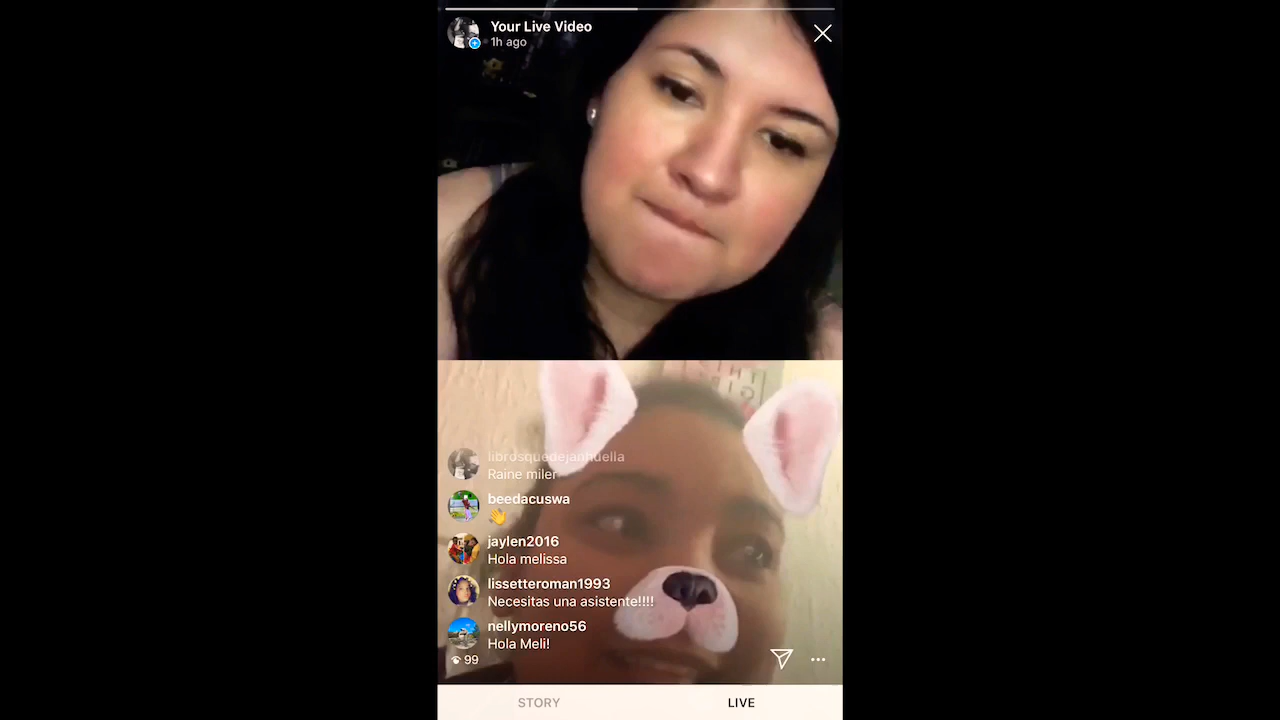 Your Live Video
1h ago
librosquedejanhuella
Raine miler
beedacuswa
👋
jaylen2016
Hola melissa
lissetteroman1993
Necesitas una asistente!!!!
nellymoreno56
Hola Meli!
99
STORY
LIVE